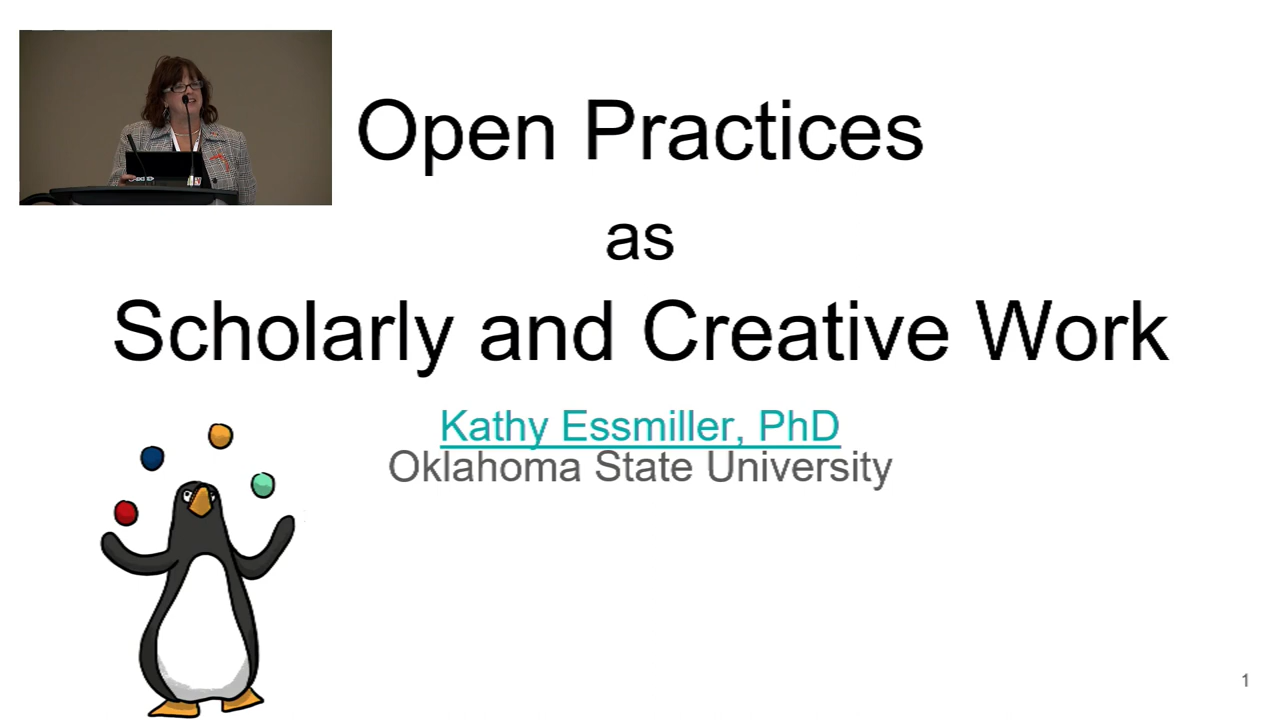 Open Practices
as
Scholarly and Creative Work
Kathy Essmiller, PhD
Oklahoma State University
1